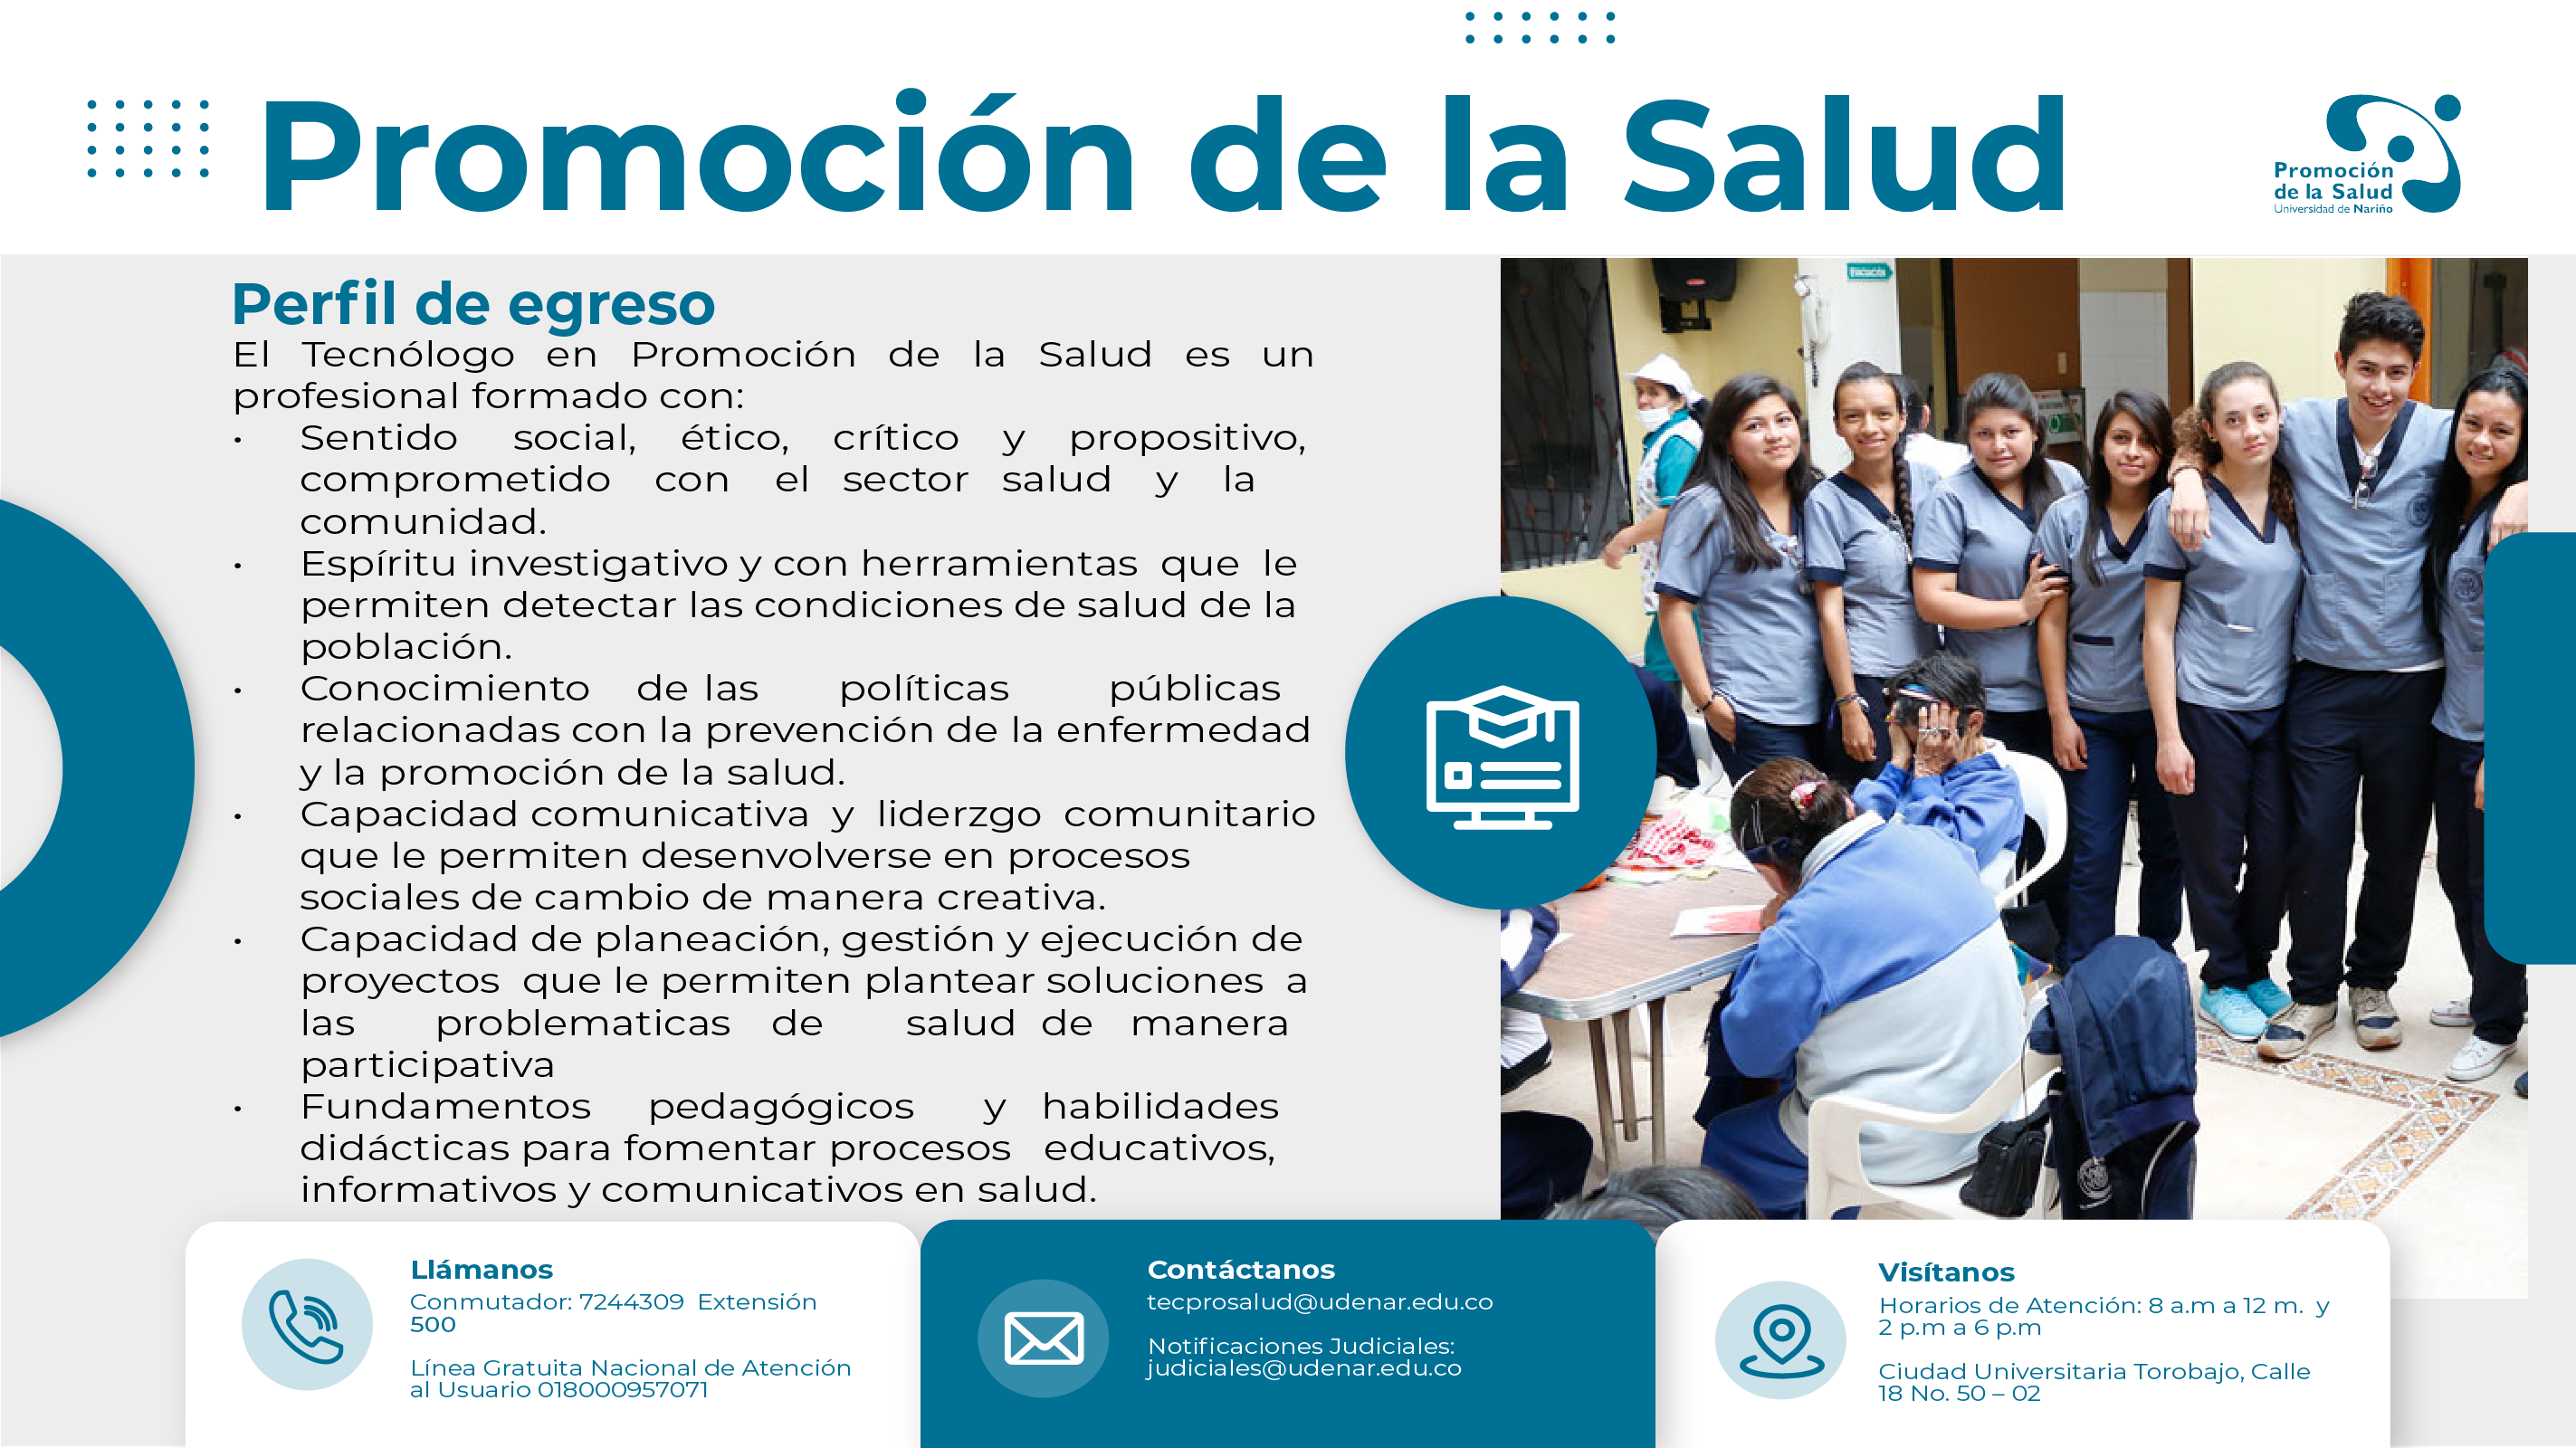 Promoción de la Salud
Promoción
de la Salud
Universidad de Nariño
Perfil de egreso
El Tecnólogo en Promoción de la Salud es un
profesional formado con:
• Sentido social, ético, crítico y propositivo,
comprometido con el sector salud y la
comunidad.
• Espíritu investigativo y con herramientas que le
permiten detectar las condiciones de salud de la
población.
• Conocimiento de las políticas públicas
relacionadas con la prevención de la enfermedad
y la promoción de la salud.
• Capacidad comunicativa y liderzgo comunitario
que le permiten desenvolverse en procesos
sociales de cambio de manera creativa.
• Capacidad de planeación, gestión y ejecución de
proyectos que le permiten plantear soluciones a
las problematicas de salud de manera
participativa
• Fundamentos pedagógicos y habilidades
didácticas para fomentar procesos educativos,
informativos y comunicativos en salud.
Llámanos
Conmutador: 7244309 Extensión
500
Línea Gratuita Nacional de Atención
al Usuario 018000957071
Contáctanos
tecprosalud@udenar.edu.co
Notificaciones Judiciales:
judiciales@udenar.edu.co
Visítanos
Horarios de Atención: 8 a.m a 12 m. y
2 p.m a 6 p.m
Ciudad Universitaria Torobajo, Calle
18 No. 50 – 02